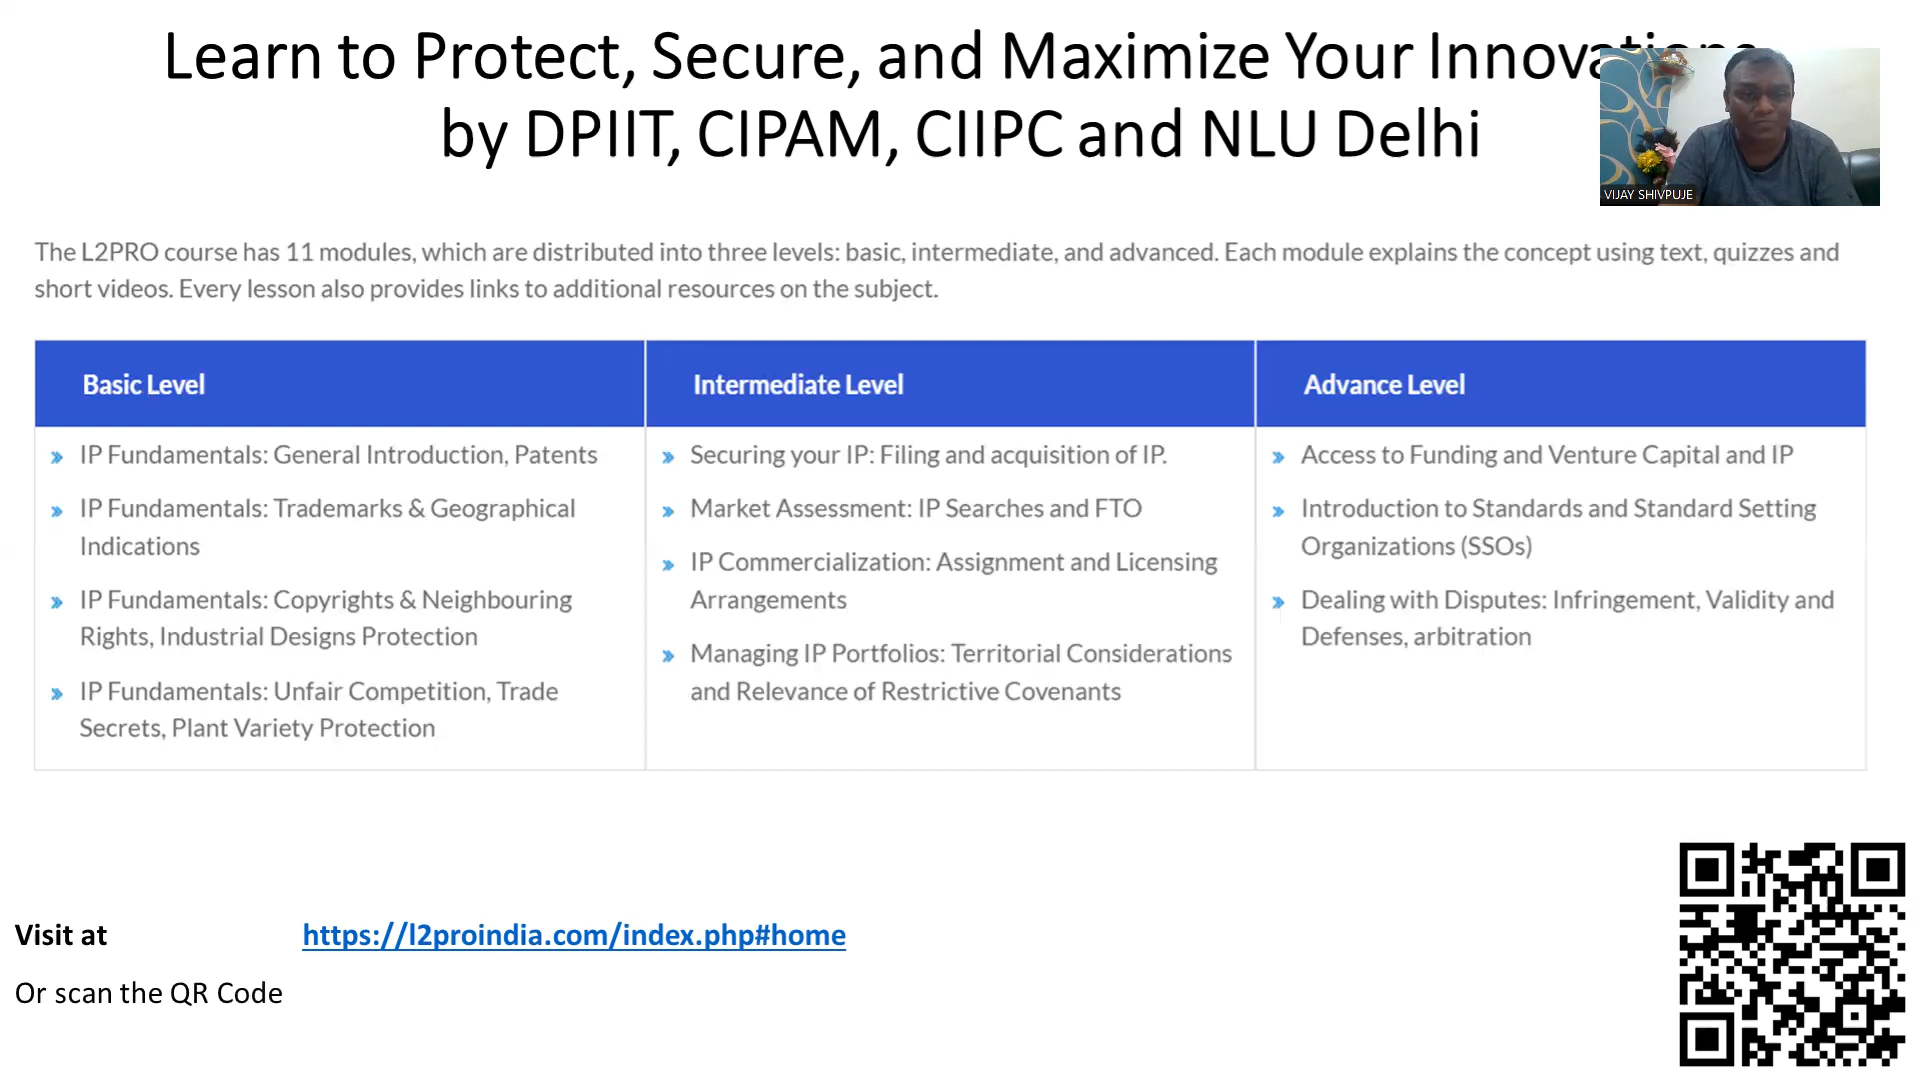 Learn to Protect, Secure, and Maximize Your
by DPIIT, CIPAM, CIIPC and NLU Delhi
VIJAY SHIVPUJE
The L2PRO course has 11 modules, which are distributed into three levels: basic, intermediate, and advanced. Each module explains the concept using text, quizzes and
short videos. Every lesson also provides links to additional resources on the subject.
Basic Level
» IP Fundamentals: General Introduction, Patents
» IP Fundamentals: Trademarks & Geographical
Indications
» IP Fundamentals: Copyrights & Neighbouring
Rights, Industrial Designs Protection
» IP Fundamentals: Unfair Competition, Trade
Secrets, Plant Variety Protection
Intermediate Level
» Securing your IP: Filing and acquisition of IP.
» Market Assessment: IP Searches and FTO
» IP Commercialization: Assignment and Licensing
Arrangements
» Managing IP Portfolios: Territorial Considerations
and Relevance of Restrictive Covenants
Advance Level
» Access to Funding and Venture Capital and IP
» Introduction to Standards and Standard Setting
Organizations (SSOs)
» Dealing with Disputes: Infringement, Validity and
Defenses, arbitration
Visit at https://l2proindia.com/index.php#home
Or scan the QR Code